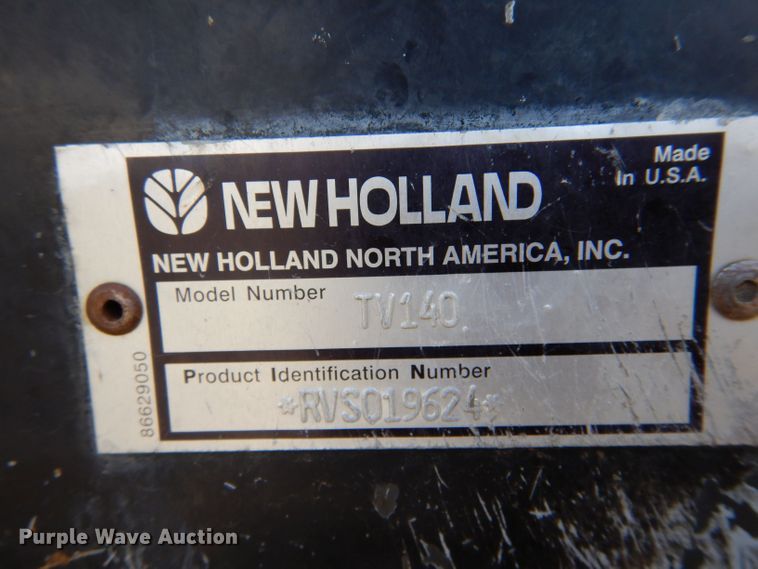 Made
In U.S.A.
NEW HOLLAND
NEW HOLLAND NORTH AMERICA, INC.
Model Number
TV140
Product Identification Number
*RVS019624*
86629050
Purple Wave Auction®